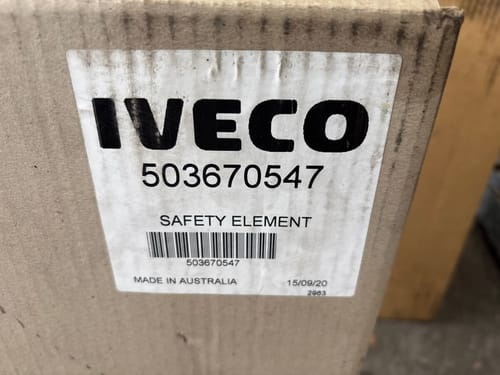 IVECO
503670547
SAFETY ELEMENT
503670547
MADE IN AUSTRALIA 15/09/20
2963